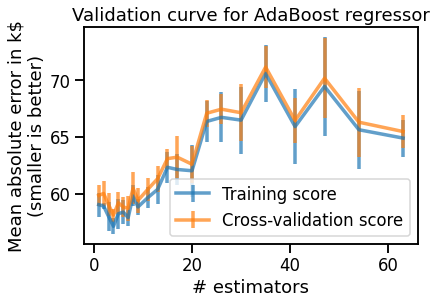 Validation curve for AdaBoost regressor
Mean absolute error in k$
(smaller is better)
70
65
60
Training score
Cross-validation score
0
20
40
60
# estimators